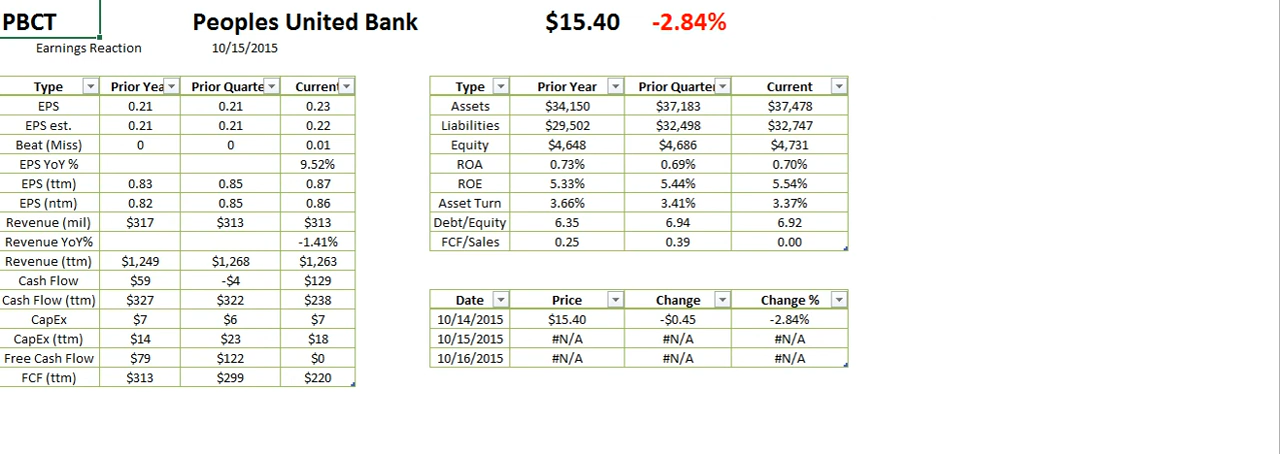 PBCT Peoples United Bank $15.40 -2.84%
Earnings Reaction 10/15/2015
Type Prior Yea Prior Quarte Current
EPS 0.21 0.21 0.23
EPS est. 0.21 0.21 0.22
Beat (Miss) 0 0 0.01
EPS YoY % 9.52%
EPS (ttm) 0.83 0.85 0.87
EPS (ntm) 0.82 0.85 0.86
Revenue (mil) $317 $313 $313
Revenue YoY% -1.41%
Revenue (ttm) $1,249 $1,268 $1,263
Cash Flow $59 -$4 $129
Cash Flow (ttm) $327 $322 $238
CapEx $7 $6 $7
CapEx (ttm) $14 $23 $18
Free Cash Flow $79 $122 $0
FCF (ttm) $313 $299 $220
Type Prior Year Prior Quarter Current
Assets $34,150 $37,183 $37,478
Liabilities $29,502 $32,498 $32,747
Equity $4,648 $4,686 $4,731
ROA 0.73% 0.69% 0.70%
ROE 5.33% 5.44% 5.54%
Asset Turn 3.66% 3.41% 3.37%
Debt/Equity 6.35 6.94 6.92
FCF/Sales 0.25 0.39 0.00
Date Price Change Change %
10/14/2015 $15.40 -$0.45 -2.84%
10/15/2015 #N/A #N/A #N/A
10/16/2015 #N/A #N/A #N/A